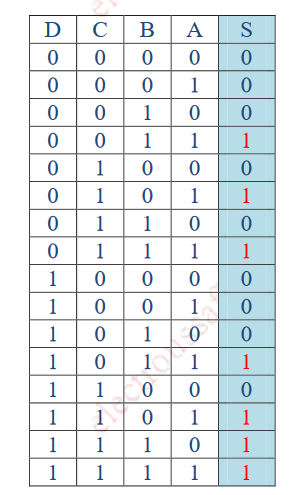 D C B A S
0 0 0 0 0
0 0 0 1 0
0 0 1 0 0
0 0 1 1 1
0 1 0 0 0
0 1 0 1 1
0 1 1 0 0
0 1 1 1 1
1 0 0 0 0
1 0 0 1 0
1 0 1 0 0
1 0 1 1 1
1 1 0 0 0
1 1 0 1 1
1 1 1 0 1
1 1 1 1 1